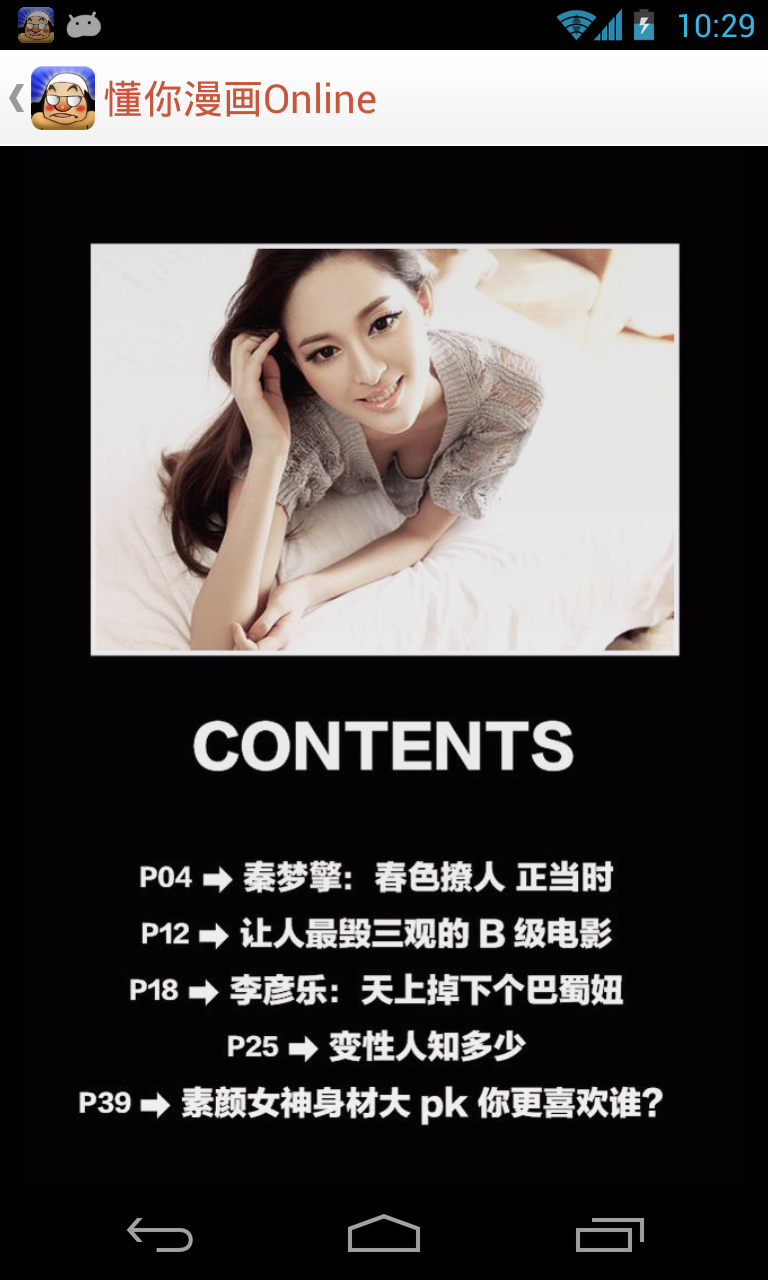 10:29
懂你漫画Online
CONTENTS
P04 ➡ 秦梦擎：春色撩人 正当时
P12 ➡ 让人最毁三观的 B 级电影
P18 ➡ 李彦乐：天上掉下个巴蜀妞
P25 ➡ 变性人知多少
P39 ➡ 素颜女神身材大 pk 你更喜欢谁？